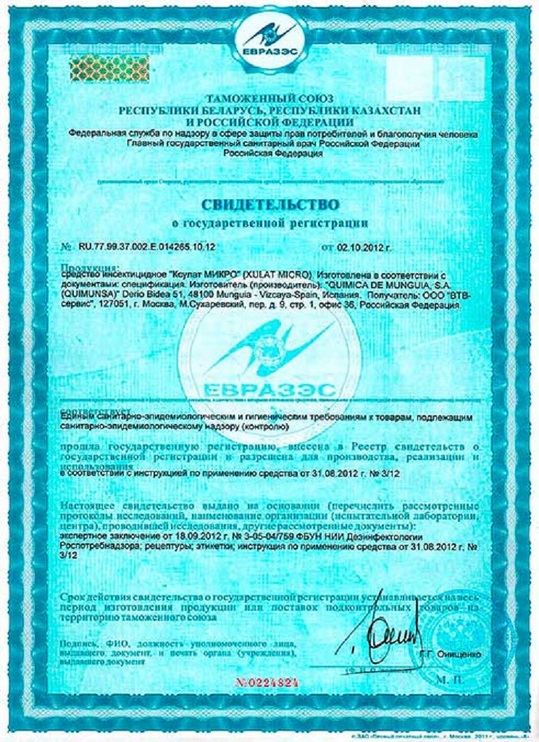 ЕВРАЗЭС
ТАМОЖЕННЫЙ СОЮЗ
РЕСПУБЛИКИ БЕЛАРУСЬ, РЕСПУБЛИКИ КАЗАХСТАН
И РОССИЙСКОЙ ФЕДЕРАЦИИ
Федеральная служба по надзору в сфере защиты прав потребителей и благополучия человека
Главный государственный санитарный врач Российской Федерации
Российская Федерация
СВИДЕТЕЛЬСТВО
о государственной регистрации
№ RU.77.99.37.002.Е.014265.10.12 от 02.10.2012 г.
Продукция:
средство инсектицидное "Ксулат МИКРО" (XULAT MICRO). Изготовлена в соответствии с
документами: спецификация. Изготовитель (производитель): "QUIMICA DE MUNGUIA, S.A.
(QUIMUNSA)" Derio Bidea 51, 48100 Munguia - Vizcaya-Spain, Испания. Получатель: ООО "ВТВ-
сервис", 127051, г. Москва, М.Сухаревский, пер. д. 9, стр. 1, офис 36, Российская Федерация.
ЕВРАЗЭС
соответствует
Единым санитарно-эпидемиологическим и гигиеническим требованиям к товарам, подлежащим
санитарно-эпидемиологическому надзору (контролю)
прошла государственную регистрацию, внесена в Реестр свидетельств о
государственной регистрации и разрешена для производства, реализации и
использования
в соответствии с инструкцией по применению средства от 31.08.2012 г. № 3/12
Настоящее свидетельство выдано на основании (перечислить рассмотренные
протоколы исследований, наименование организации (испытательной лаборатории,
центра), проводившей исследования, другие рассмотренные документы):
экспертное заключение от 18.09.2012 г. № 3-05-04/759 ФБУН НИИ Дезинфектологии
Роспотребнадзора; рецептуры; этикетки; инструкция по применению средства от 31.08.2012 г. №
3/12
Срок действия свидетельства о государственной регистрации устанавливается на весь
период изготовления продукции или поставок подконтрольных товаров на
территорию таможенного союза
Подпись, ФИО, должность уполномоченного лица,
выдавшего документ, и печать органа (учреждения),
выдавшего документ
Г.Г. Онищенко
№0224824
М. П.